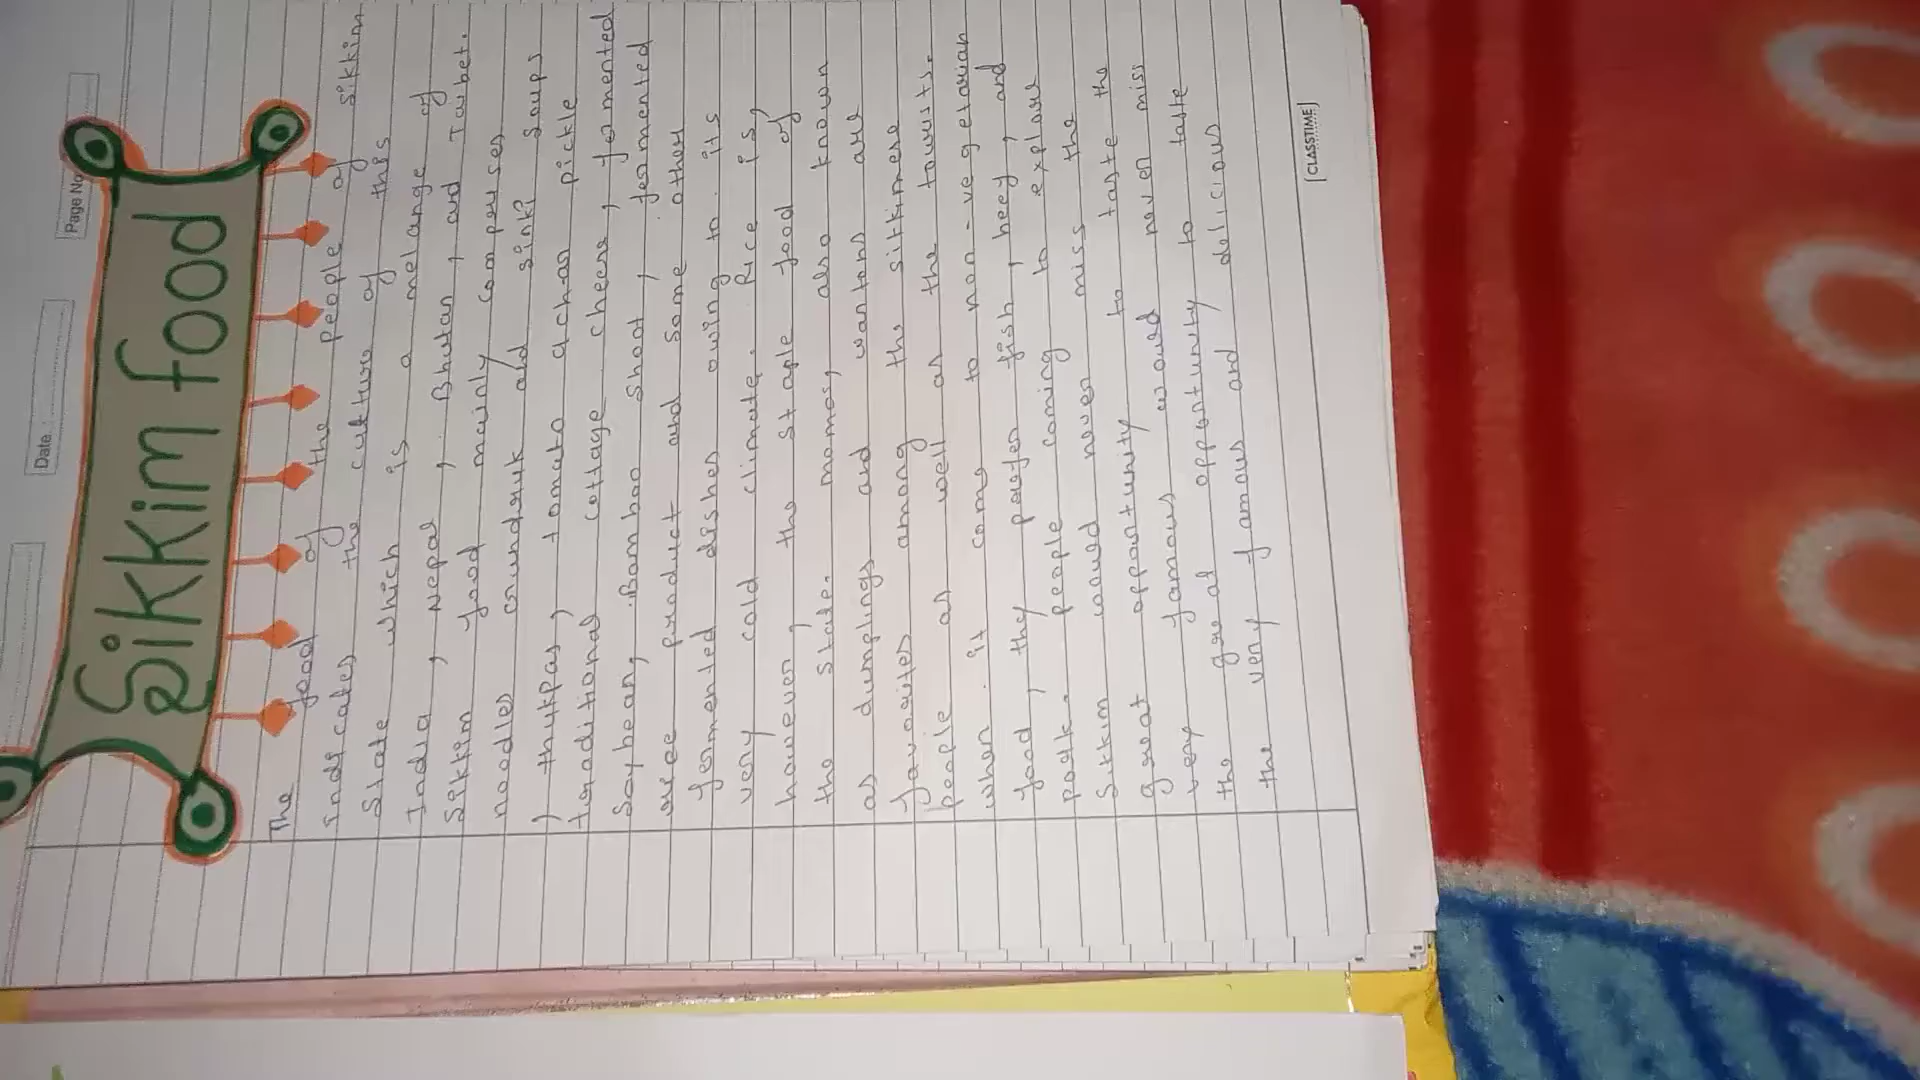 Page No
Date
Sikkim food
The food of the people of Sikkim
indicates the culture of this
State which is a melange of
India, Nepal, Bhutan, and Tibet.
Sikkim food mainly comprises
noodles Gundruk and sinki Soups
, thukpas, tomato achar pickle
traditional cottage cheese, fermented
Soybean, Bamboo Shoot, fermented
rice product and some other
fermented dishes owing to its
very cold climate. Rice is,
however, the staple food of
the state. momos, also known
as dumplings and wantons are
favourites among the sikkimese
people as well as the tourists.
When it come to non-vegetarian
food, they prefer fish, beef, and
pork. people coming to explore
Sikkim would never miss the
great opportunity to taste the
very famous would never miss
the great opportunity to taste
the very famous and delicious
CLASSTIME